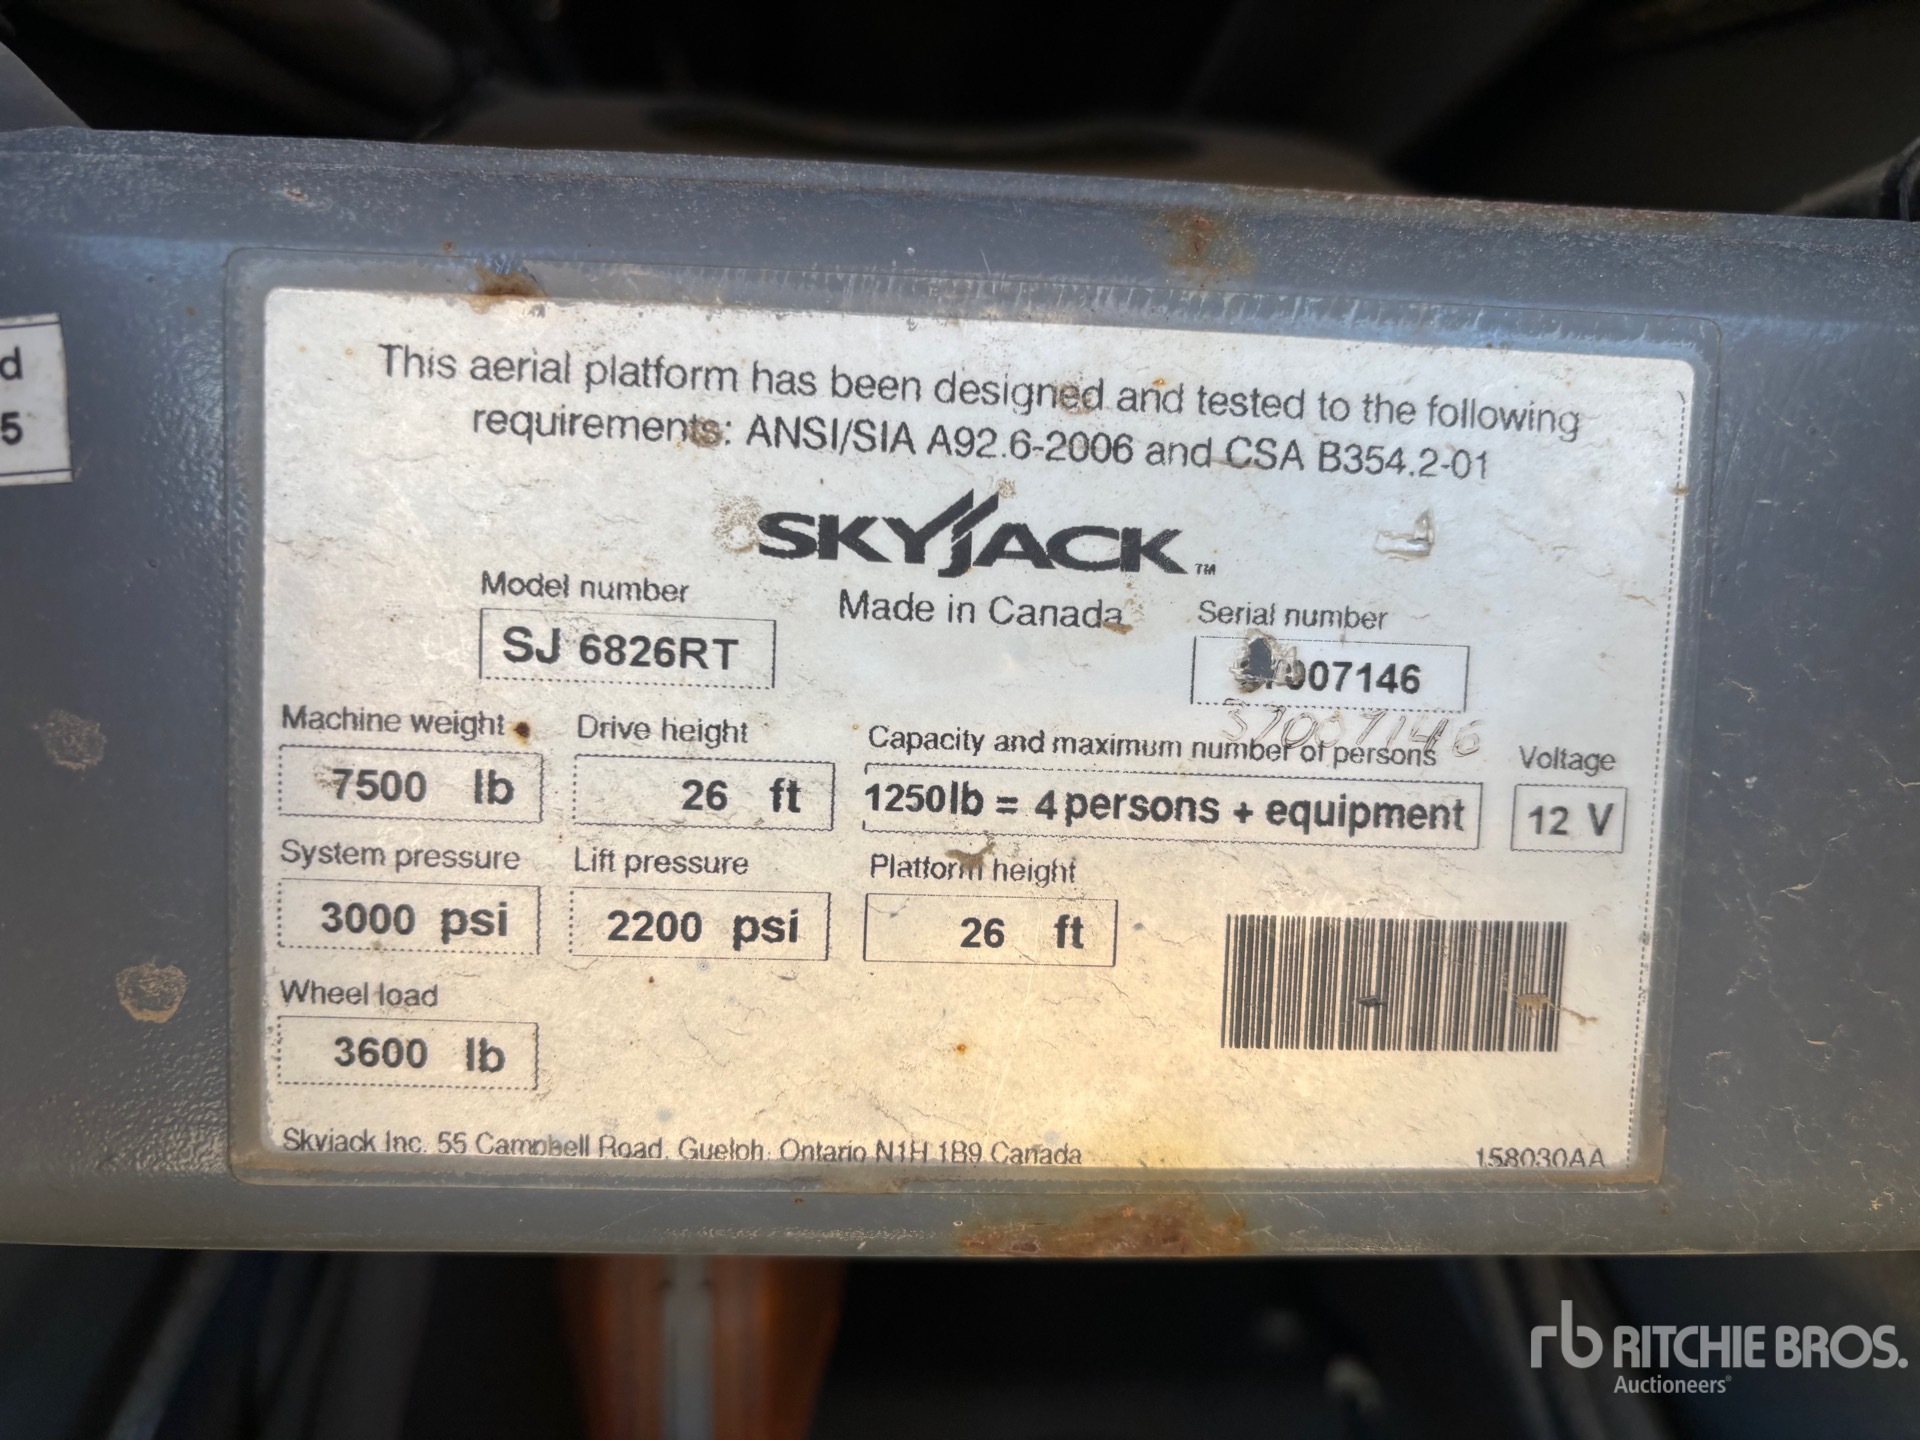 d
5
This aerial platform has been designed and tested to the following
requirements: ANSI/SIA A92.6-2006 and CSA B354.2-01
SKYJACK™
Made in Canada
Model number
SJ 6826RT
Serial number
007146
37007146
Machine weight
7500 lb
Drive height
26 ft
Capacity and maximum number of persons
1250lb = 4 persons + equipment
Voltage
12 V
System pressure
3000 psi
Lift pressure
2200 psi
Platform height
26 ft
Wheel load
3600 lb
Skyjack Inc. 55 Campbell Road, Guelph, Ontario N1H 1B9 Canada
158030AA
rb RITCHIE BROS.
Auctioneers®